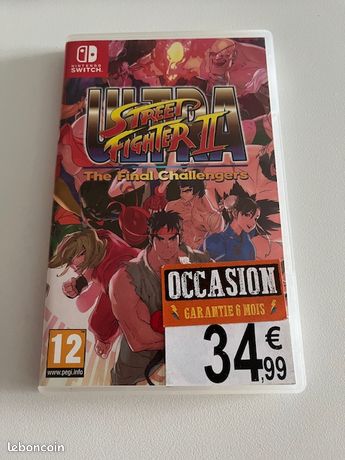 NINTENDO
SWITCH
ULTRA
STREET
FIGHTER II
The Final Challengers
OCCASION
GARANTIE 6 MOIS
34€,99
12
www.pegi.info
leboncoin